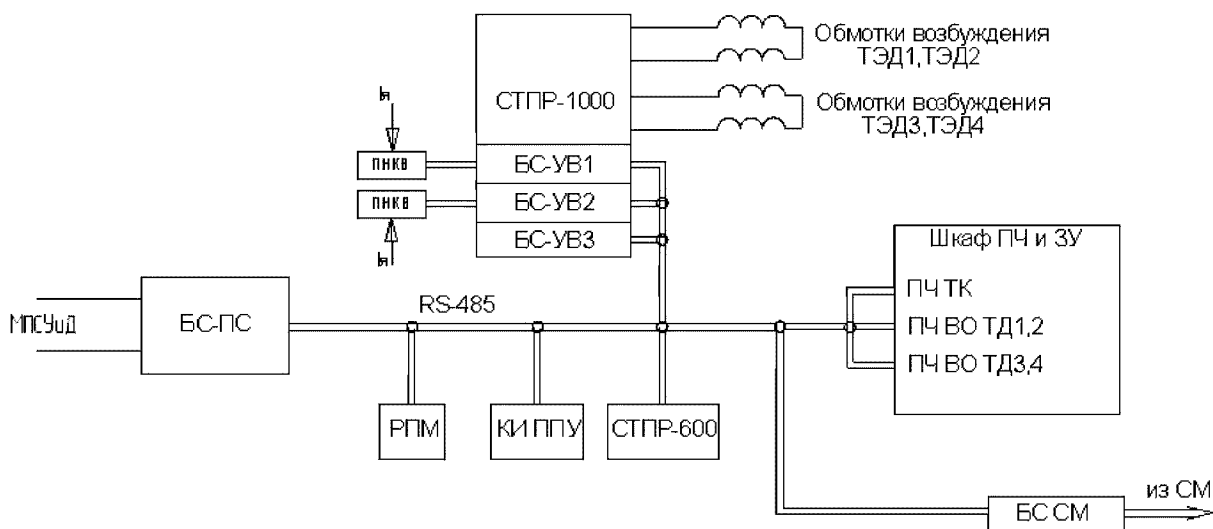 Обмотки возбуждения
ТЭД1,ТЭД2
СТПР-1000
Обмотки возбуждения
ТЭД3,ТЭД4
Iя
ПНКВ
БС-УВ1
ПНКВ
БС-УВ2
БС-УВ3
Iя
Шкаф ПЧ и ЗУ
ПЧ ТК
ПЧ ВО ТД1,2
ПЧ ВО ТД3,4
МПСУиД
БС-ПС
RS-485
РПМ
КИ ППУ
СТПР-600
БС СМ
из СМ